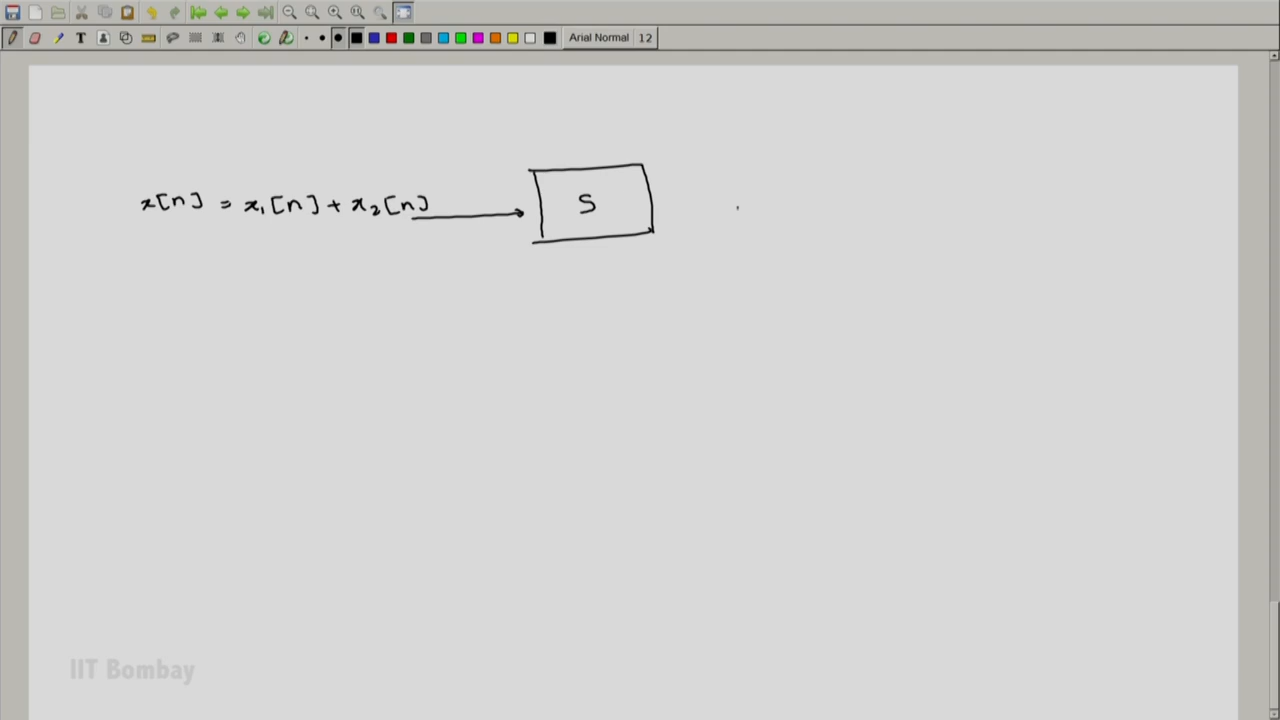 Arial Normal 12
x[n] = x₁[n] + x₂[n] S
IIT Bombay